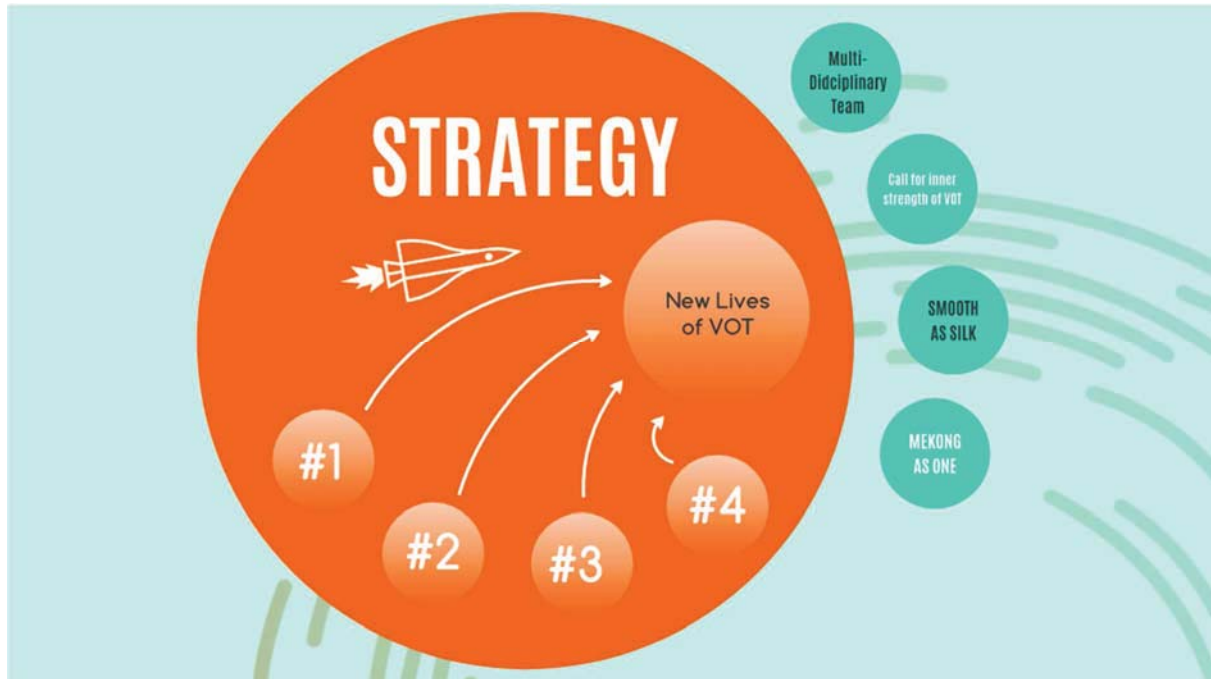 STRATEGY
New Lives
of VOT
#1
#2
#3
#4
Multi-
Didciplinary
Team
Call for inner
strength of VOT
SMOOTH
AS SILK
MEKONG
AS ONE